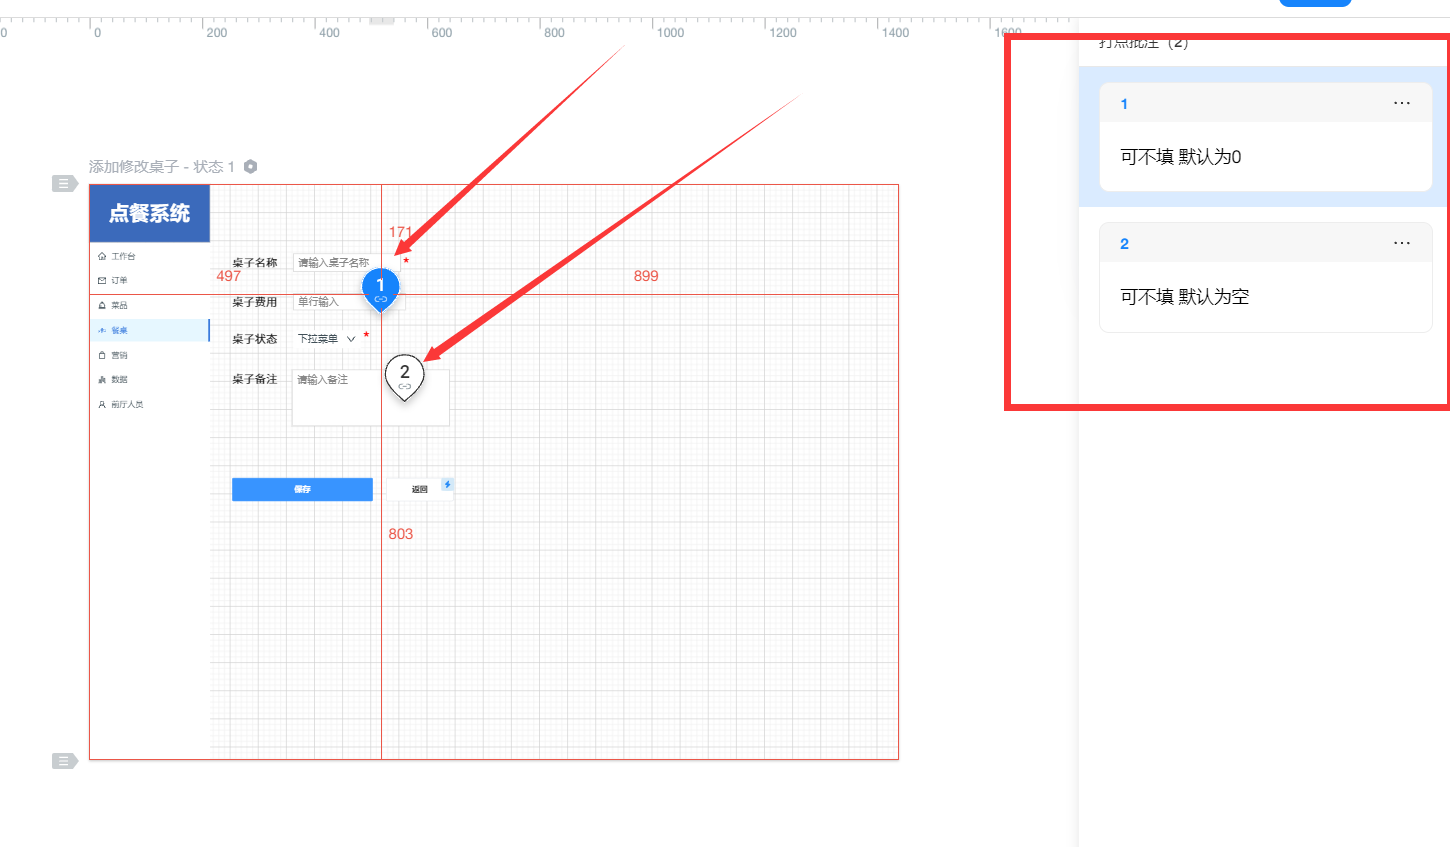 0 0 200 400 600 800 1000 1200 1400 1600
打点批注 (2)
1
可不填 默认为0
2
可不填 默认为空
添加修改桌子 - 状态 1
点餐系统
工作台
订单
菜品
餐桌
营销
数据
前厅人员
171
桌子名称 请输入桌子名称 *
497
899
1
桌子费用 单行输入
桌子状态 下拉菜单 *
2
桌子备注 请输入备注
保存 返回
803